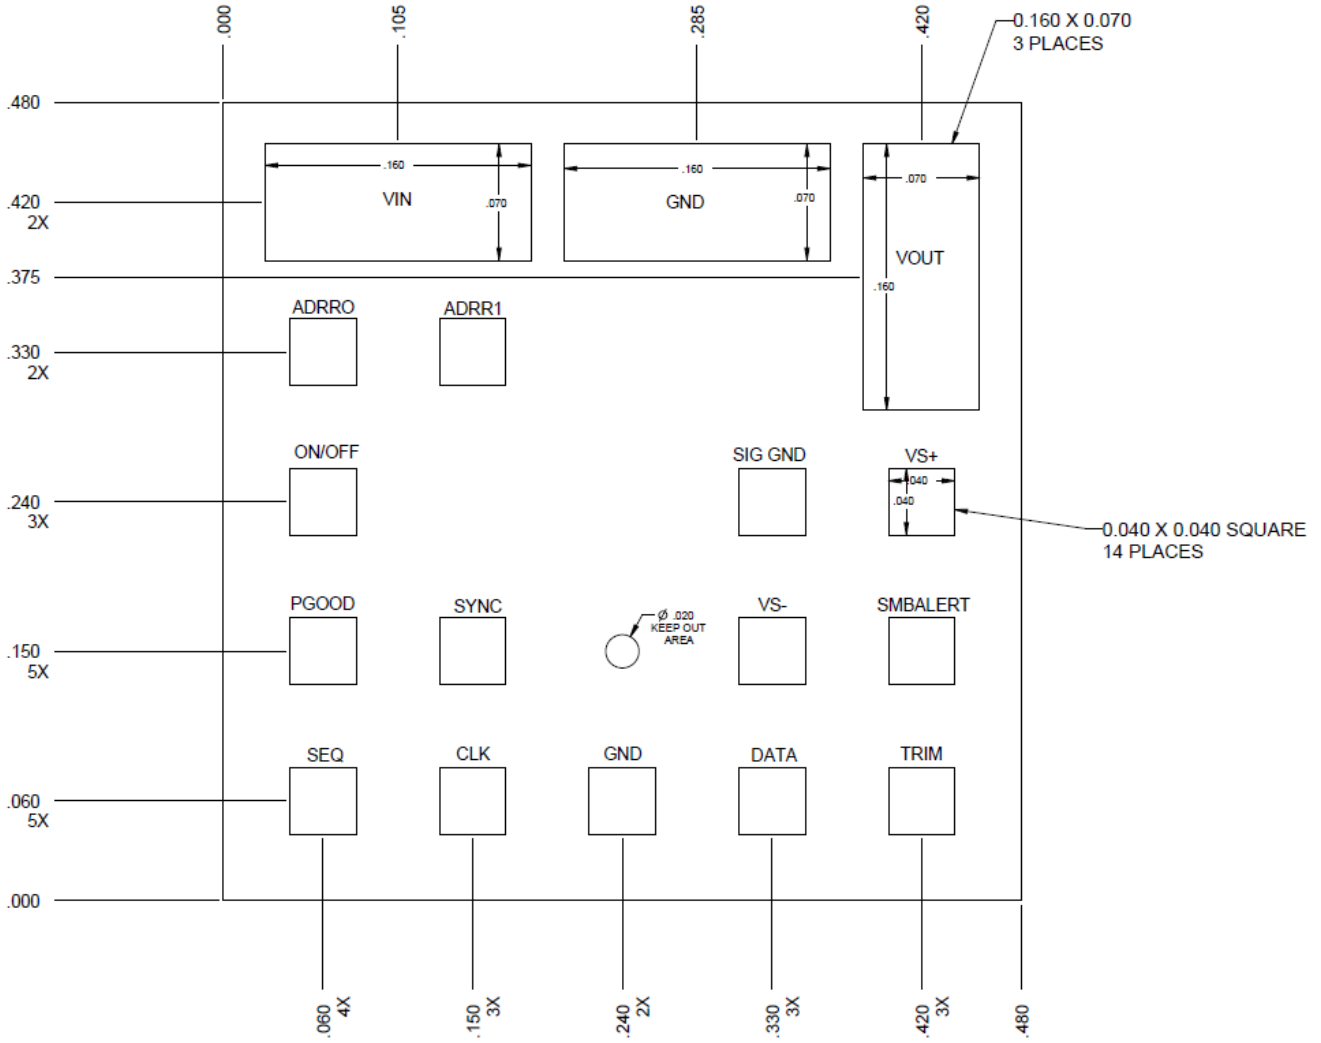 .000
.105
.285
.420
0.160 X 0.070
3 PLACES
.480
.160
.160
.070
VIN
.070
GND
.070
.420
2X
VOUT
.375
.160
ADRRO
ADRR1
.330
2X
ON/OFF
SIG GND
VS+
.040
.040
.240
3X
0.040 X 0.040 SQUARE
14 PLACES
PGOOD
SYNC
Ø .020
KEEP OUT
AREA
VS-
SMBALERT
.150
5X
SEQ
CLK
GND
DATA
TRIM
.060
5X
.000
.060 4X
.150 3X
.240 2X
.330 3X
.420 3X
.480